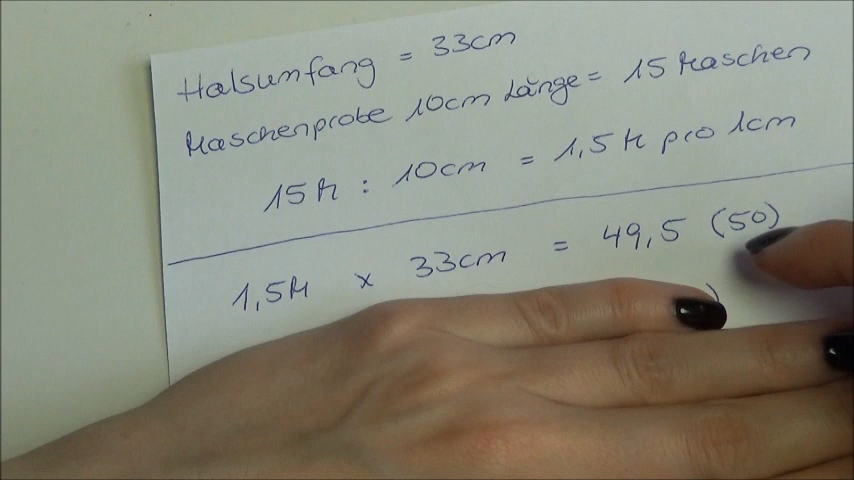 Halsumfang = 33cm
Maschenprobe 10cm Länge = 15 Maschen
15M : 10cm = 1,5 M pro 1cm
1,5M x 33cm = 49,5 (50)
)